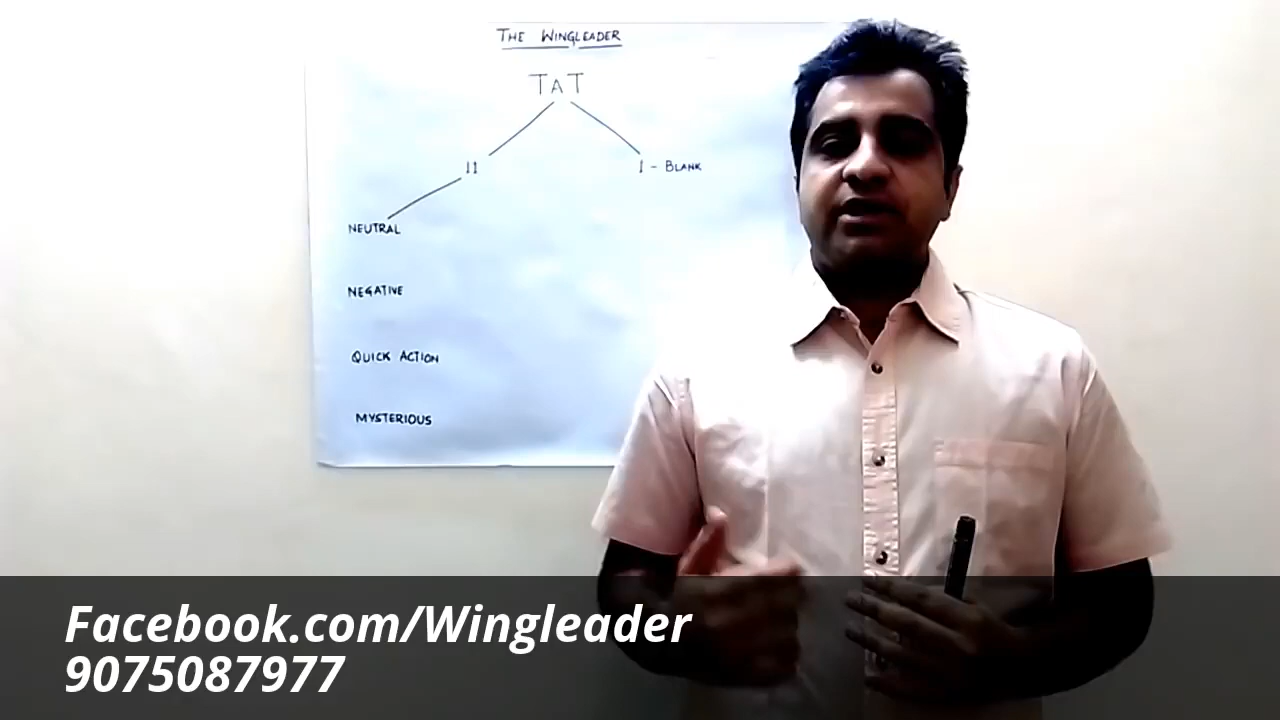 THE WINGLEADER
TAT
11
1 - BLANK
NEUTRAL
NEGATIVE
QUICK ACTION
MYSTERIOUS
Facebook.com/Wingleader
9075087977